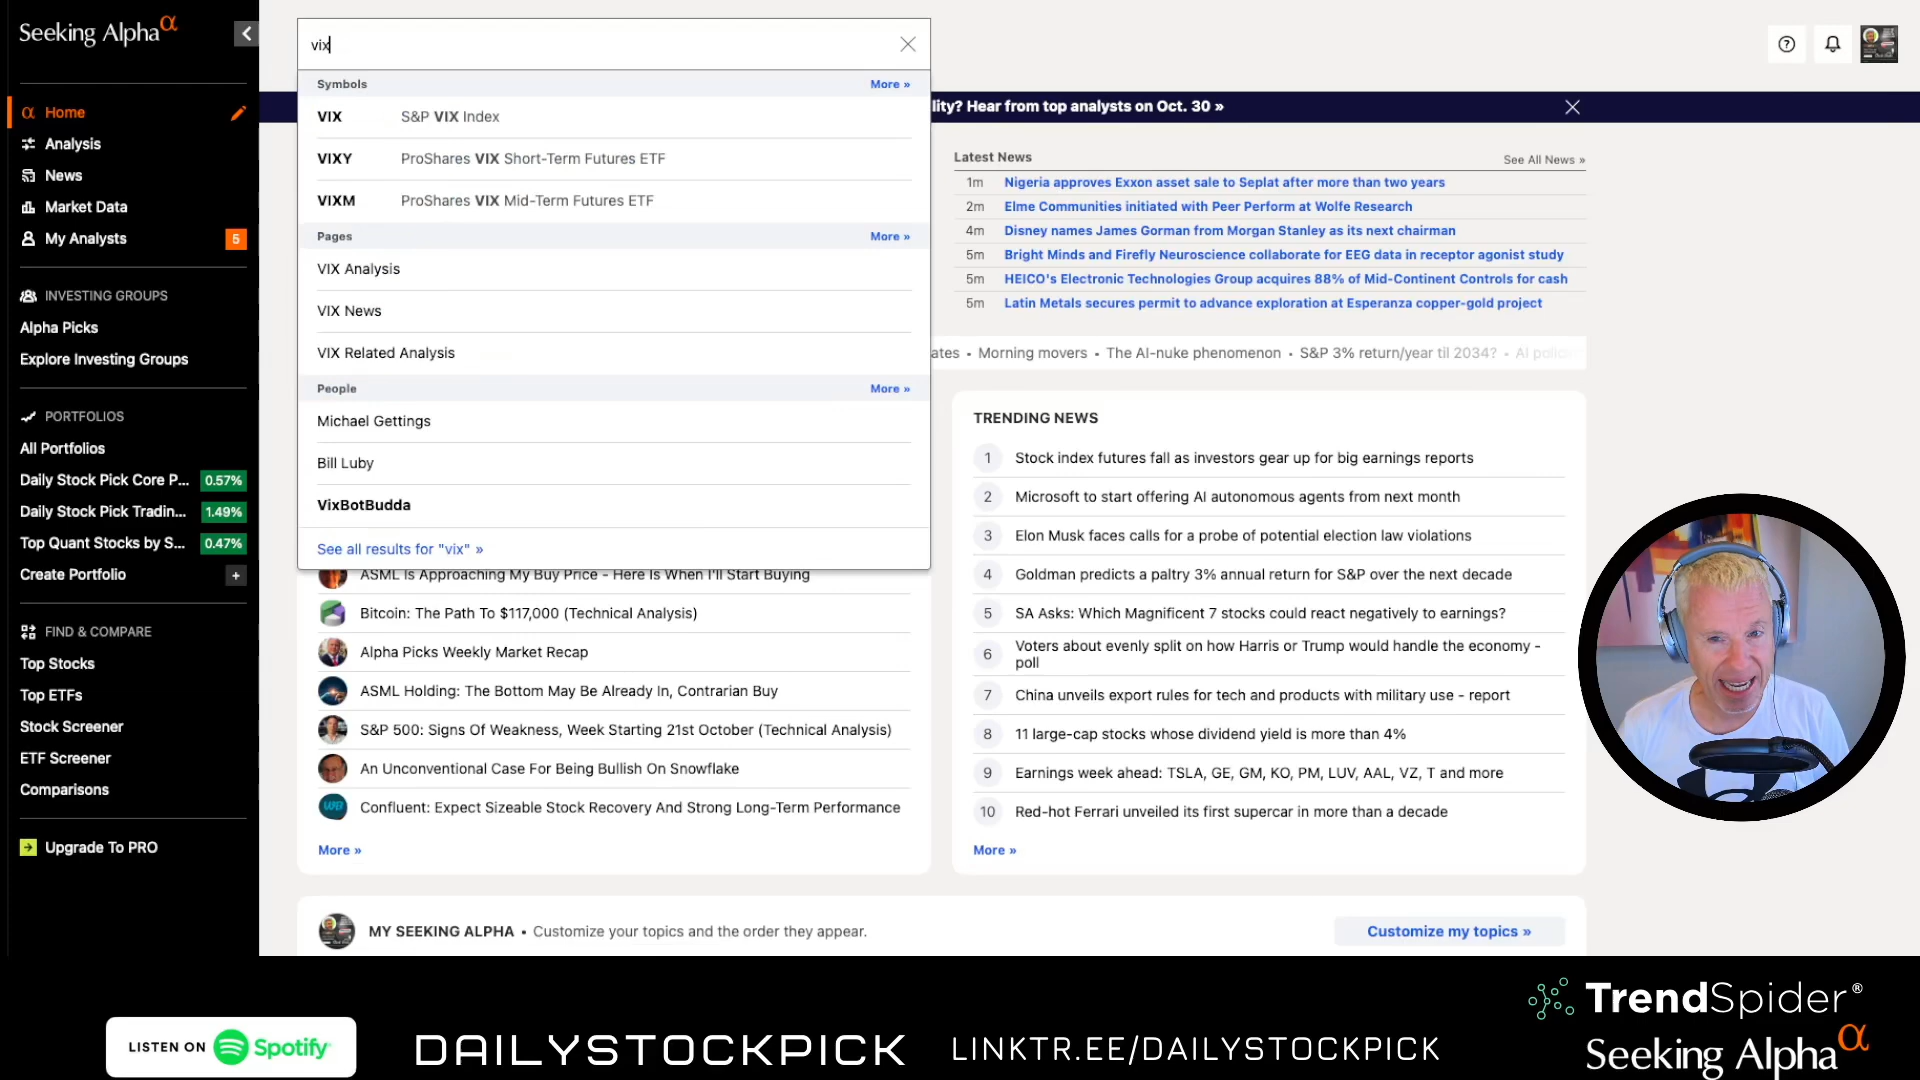 Seeking Alpha α
Home
Analysis
News
Market Data
My Analysts 5
INVESTING GROUPS
Alpha Picks
Explore Investing Groups
PORTFOLIOS
All Portfolios
Daily Stock Pick Core P... 0.57%
Daily Stock Pick Tradin... 1.49%
Top Quant Stocks by S... 0.47%
Create Portfolio +
FIND & COMPARE
Top Stocks
Top ETFs
Stock Screener
ETF Screener
Comparisons
Upgrade To PRO
vix
Symbols More »
VIX S&P VIX Index
VIXY ProShares VIX Short-Term Futures ETF
VIXM ProShares VIX Mid-Term Futures ETF
Pages More »
VIX Analysis
VIX News
VIX Related Analysis
People More »
Michael Gettings
Bill Luby
VixBotBudda
See all results for "vix" »
ASML Is Approaching My Buy Price - Here Is When I'll Start Buying
Bitcoin: The Path To $117,000 (Technical Analysis)
Alpha Picks Weekly Market Recap
ASML Holding: The Bottom May Be Already In, Contrarian Buy
S&P 500: Signs Of Weakness, Week Starting 21st October (Technical Analysis)
An Unconventional Case For Being Bullish On Snowflake
Confluent: Expect Sizeable Stock Recovery And Strong Long-Term Performance
More »
lity? Hear from top analysts on Oct. 30 »
Latest News See All News »
1m Nigeria approves Exxon asset sale to Seplat after more than two years
2m Elme Communities initiated with Peer Perform at Wolfe Research
4m Disney names James Gorman from Morgan Stanley as its next chairman
5m Bright Minds and Firefly Neuroscience collaborate for EEG data in receptor agonist study
5m HEICO's Electronic Technologies Group acquires 88% of Mid-Continent Controls for cash
5m Latin Metals secures permit to advance exploration at Esperanza copper-gold project
ates • Morning movers • The AI-nuke phenomenon • S&P 3% return/year til 2034? • AI
TRENDING NEWS
1 Stock index futures fall as investors gear up for big earnings reports
2 Microsoft to start offering AI autonomous agents from next month
3 Elon Musk faces calls for a probe of potential election law violations
4 Goldman predicts a paltry 3% annual return for S&P over the next decade
5 SA Asks: Which Magnificent 7 stocks could react negatively to earnings?
6 Voters about evenly split on how Harris or Trump would handle the economy -
poll
7 China unveils export rules for tech and products with military use - report
8 11 large-cap stocks whose dividend yield is more than 4%
9 Earnings week ahead: TSLA, GE, GM, KO, PM, LUV, AAL, VZ, T and more
10 Red-hot Ferrari unveiled its first supercar in more than a decade
More »
MY SEEKING ALPHA • Customize your topics and the order they appear. Customize my topics »
LISTEN ON Spotify
DAILYSTOCKPICK
LINKTR.EE/DAILYSTOCKPICK
TrendSpider®
Seeking Alpha α